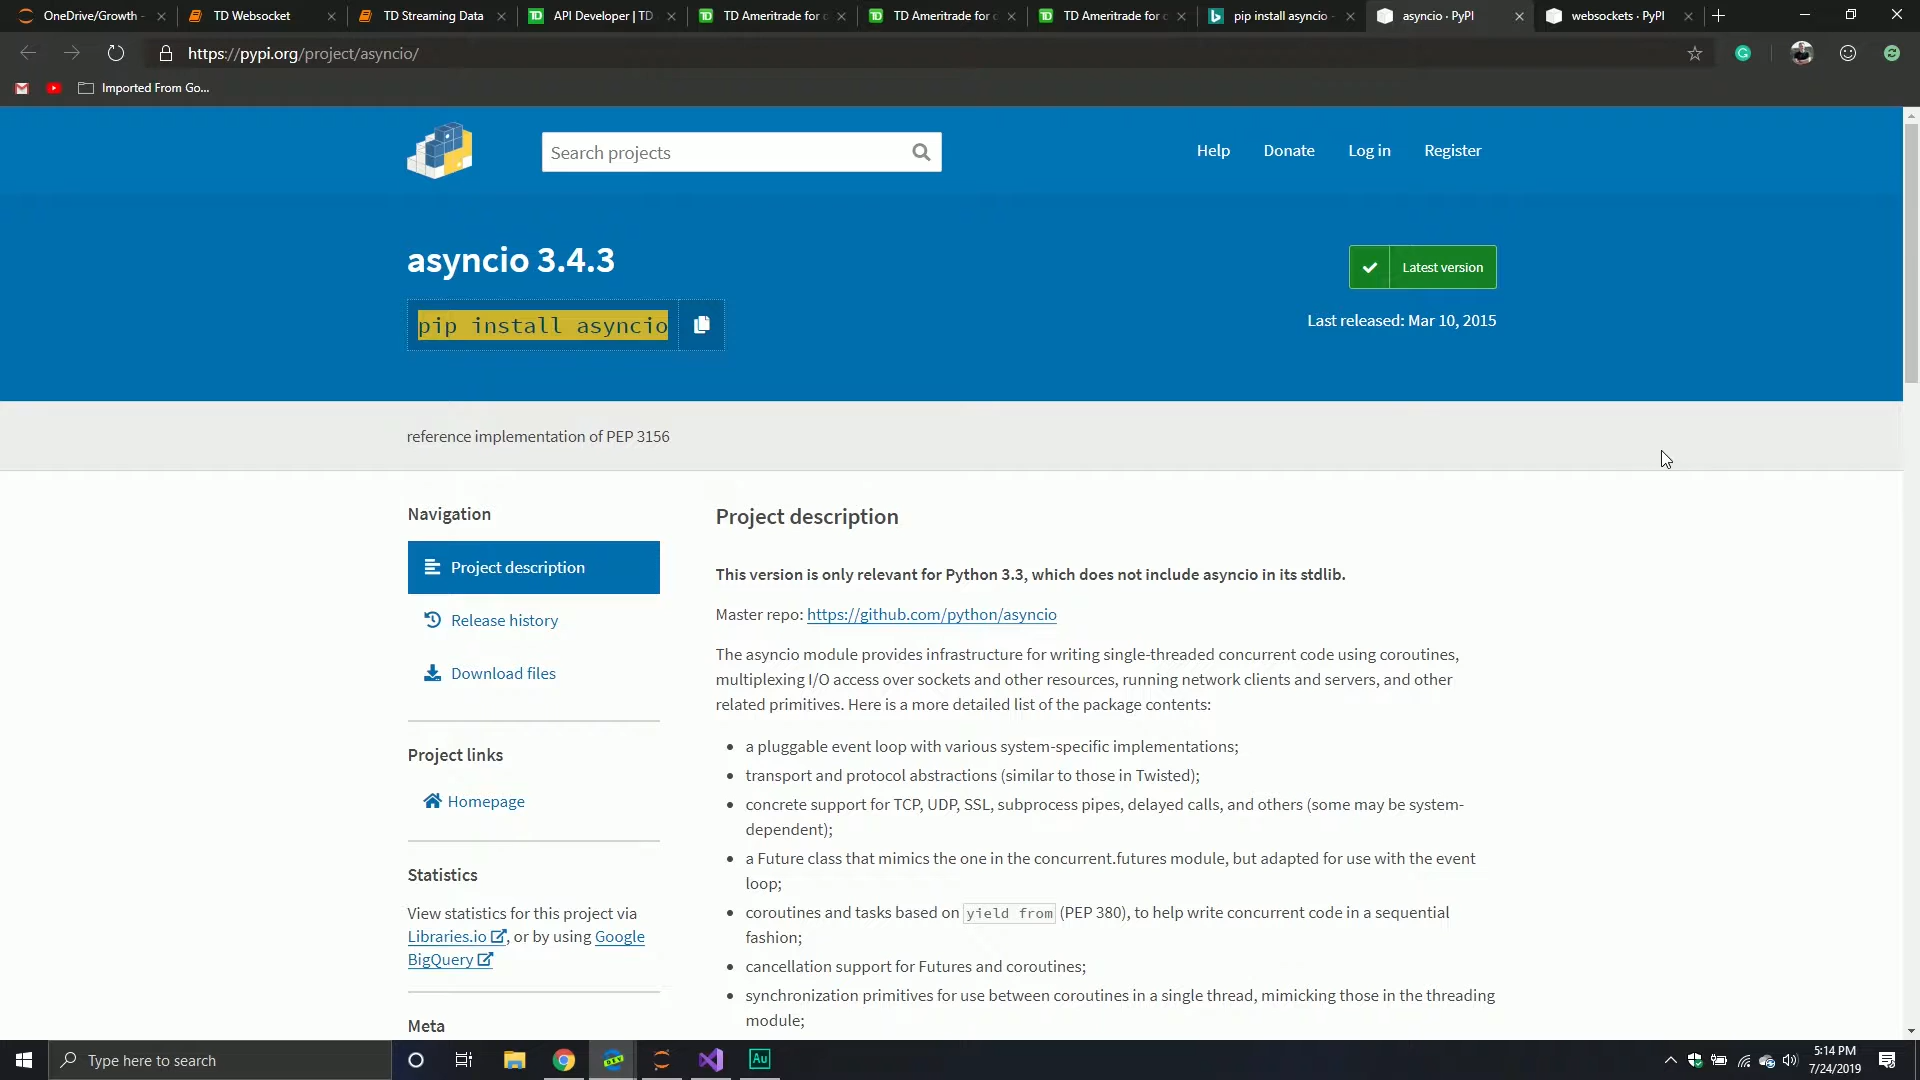 OneDrive/Growth -
TD Websocket
TD Streaming Data
API Developer | TD
TD Ameritrade for
TD Ameritrade for
TD Ameritrade for
pip install asyncio -
asyncio · PyPI
websockets · PyPI
https://pypi.org/project/asyncio/
Imported From Go...
Search projects
Help
Donate
Log in
Register
asyncio 3.4.3
Latest version
pip install asyncio
Last released: Mar 10, 2015
reference implementation of PEP 3156
Navigation
Project description
Release history
Download files
Project links
Homepage
Statistics
View statistics for this project via
Libraries.io, or by using Google
BigQuery
Meta
Project description
This version is only relevant for Python 3.3, which does not include asyncio in its stdlib.
Master repo: https://github.com/python/asyncio
The asyncio module provides infrastructure for writing single-threaded concurrent code using coroutines,
multiplexing I/O access over sockets and other resources, running network clients and servers, and other
related primitives. Here is a more detailed list of the package contents:
• a pluggable event loop with various system-specific implementations;
• transport and protocol abstractions (similar to those in Twisted);
• concrete support for TCP, UDP, SSL, subprocess pipes, delayed calls, and others (some may be system-
dependent);
• a Future class that mimics the one in the concurrent.futures module, but adapted for use with the event
loop;
• coroutines and tasks based on yield from (PEP 380), to help write concurrent code in a sequential
fashion;
• cancellation support for Futures and coroutines;
• synchronization primitives for use between coroutines in a single thread, mimicking those in the threading
module;
Type here to search
DEV
Au
5:14 PM
7/24/2019